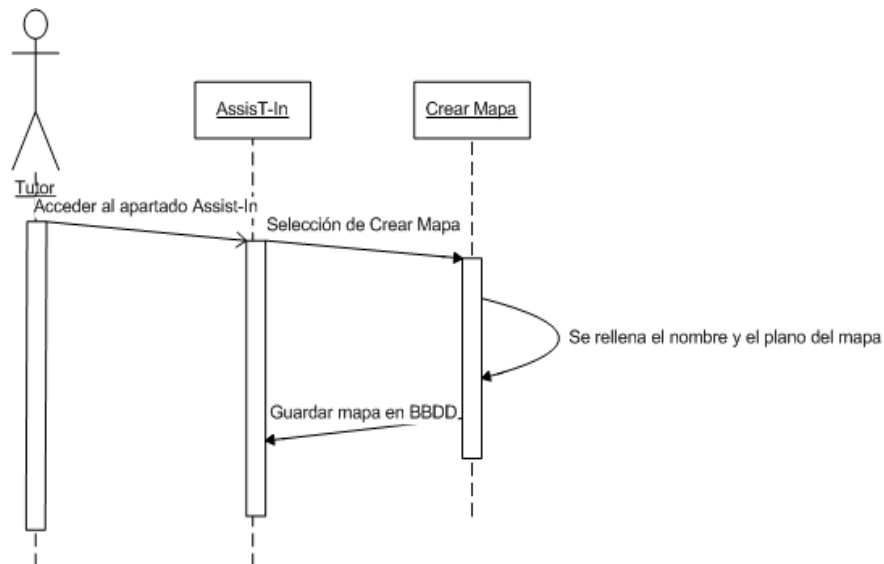 AssisT-In
Crear Mapa
Tutor
Acceder al apartado Assist-In
Selección de Crear Mapa
Se rellena el nombre y el plano del mapa
Guardar mapa en BBDD